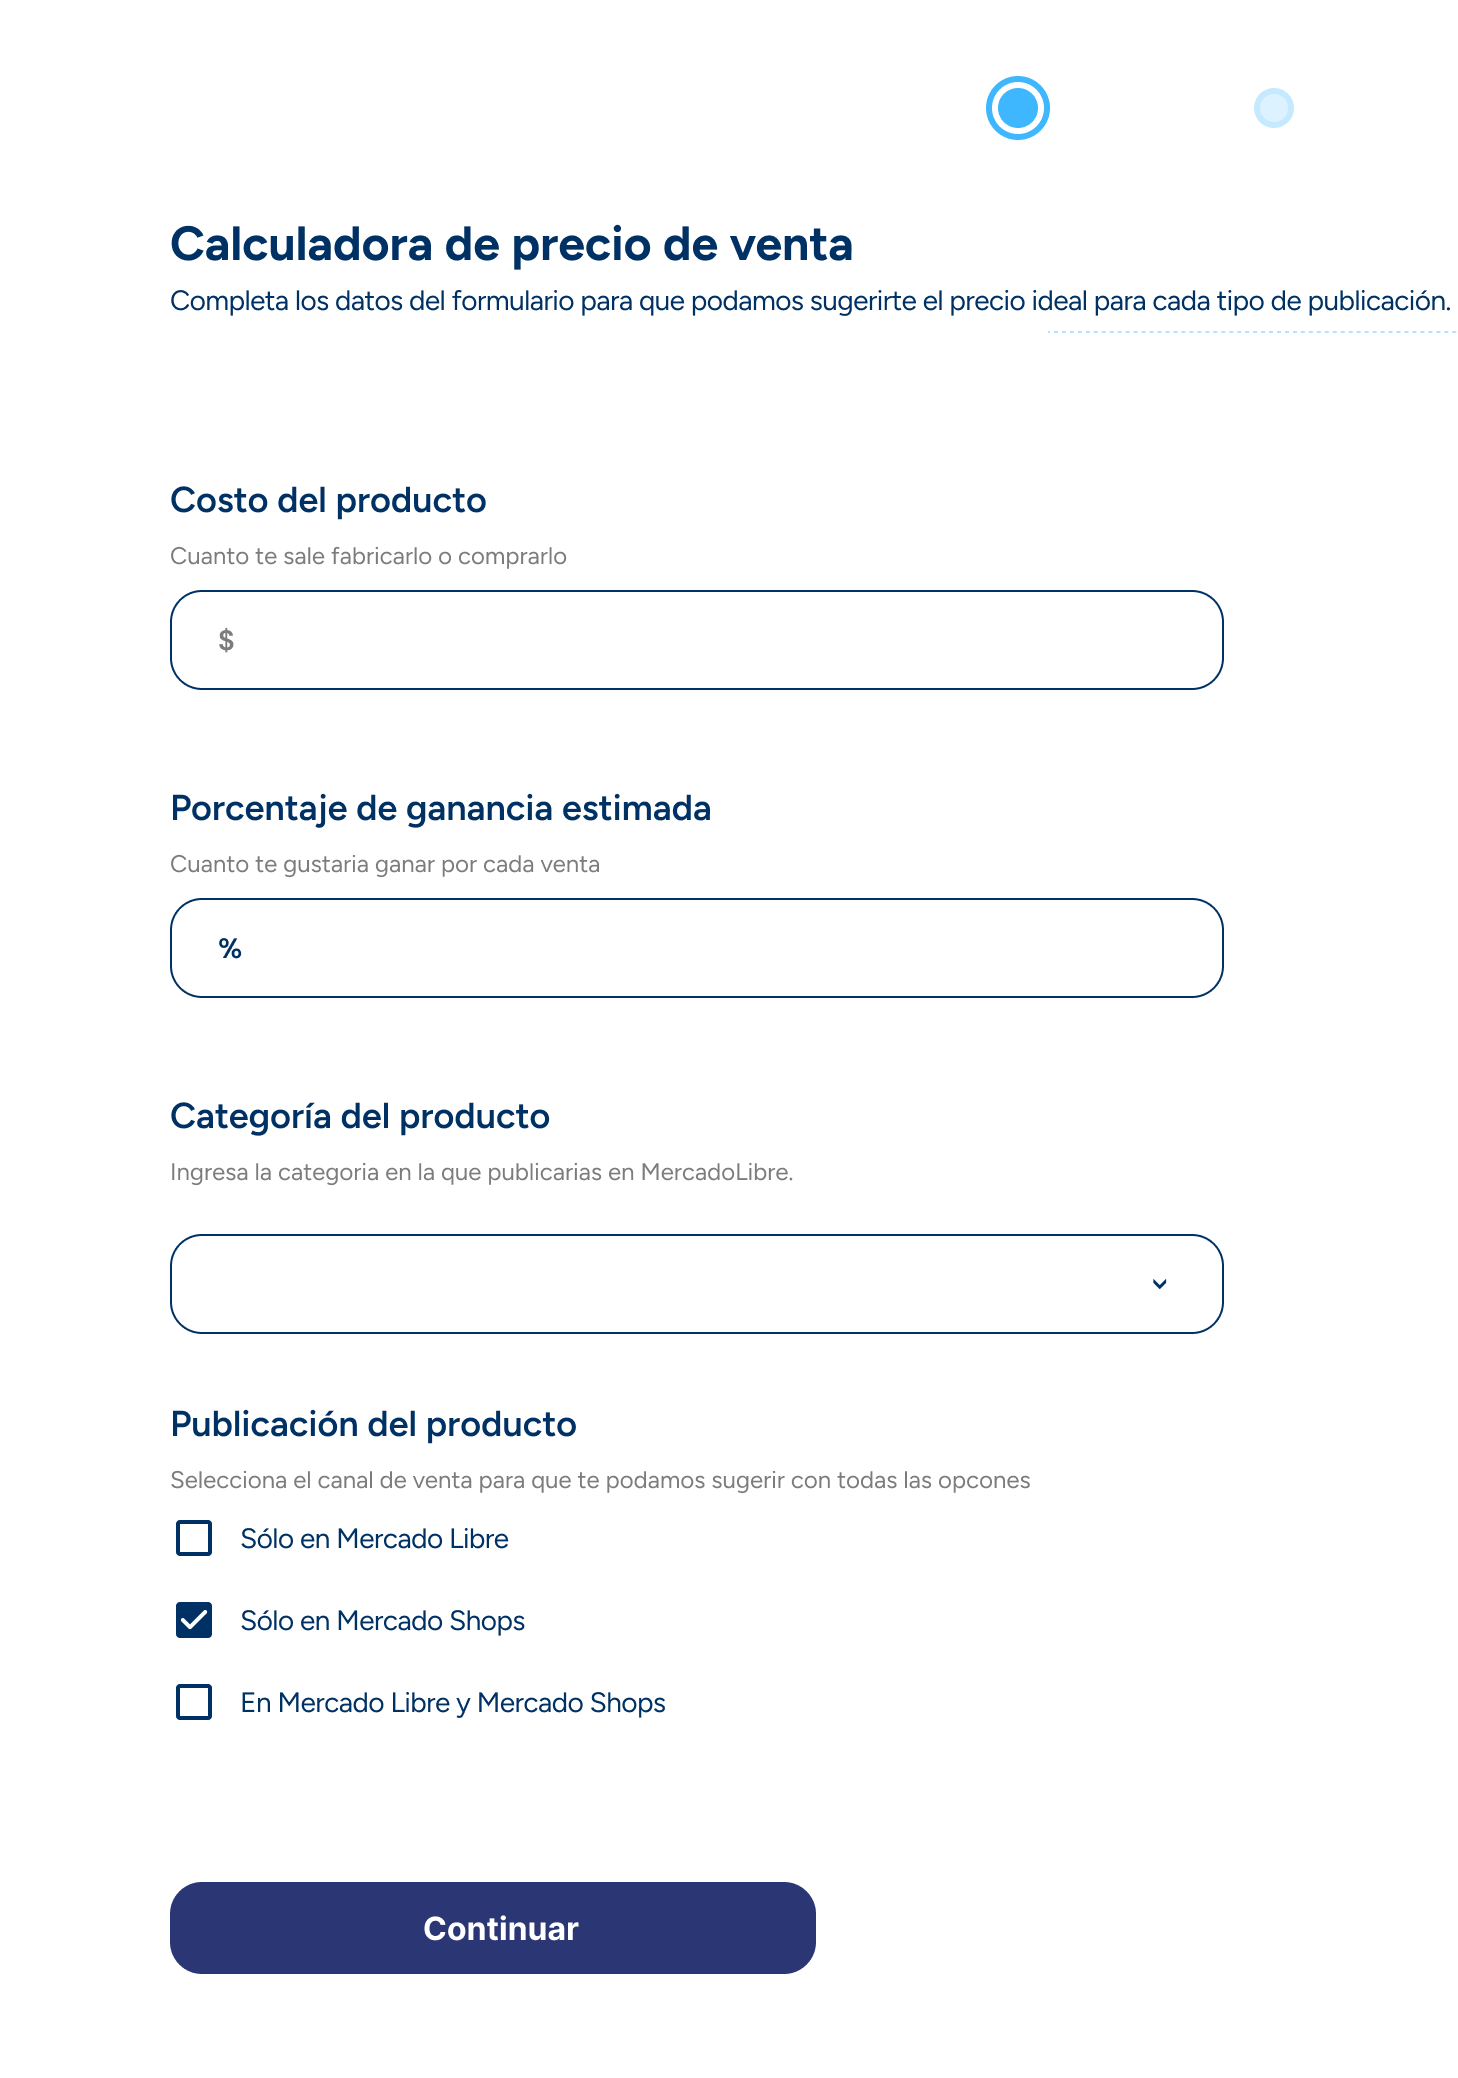 Calculadora de precio de venta
Completa los datos del formulario para que podamos sugerirte el precio ideal para cada tipo de publicación.
Costo del producto
Cuanto te sale fabricarlo o comprarlo
$
Porcentaje de ganancia estimada
Cuanto te gustaria ganar por cada venta
%
Categoría del producto
Ingresa la categoria en la que publicarias en MercadoLibre.
Publicación del producto
Selecciona el canal de venta para que te podamos sugerir con todas las opcones
Sólo en Mercado Libre
Sólo en Mercado Shops
En Mercado Libre y Mercado Shops
Continuar